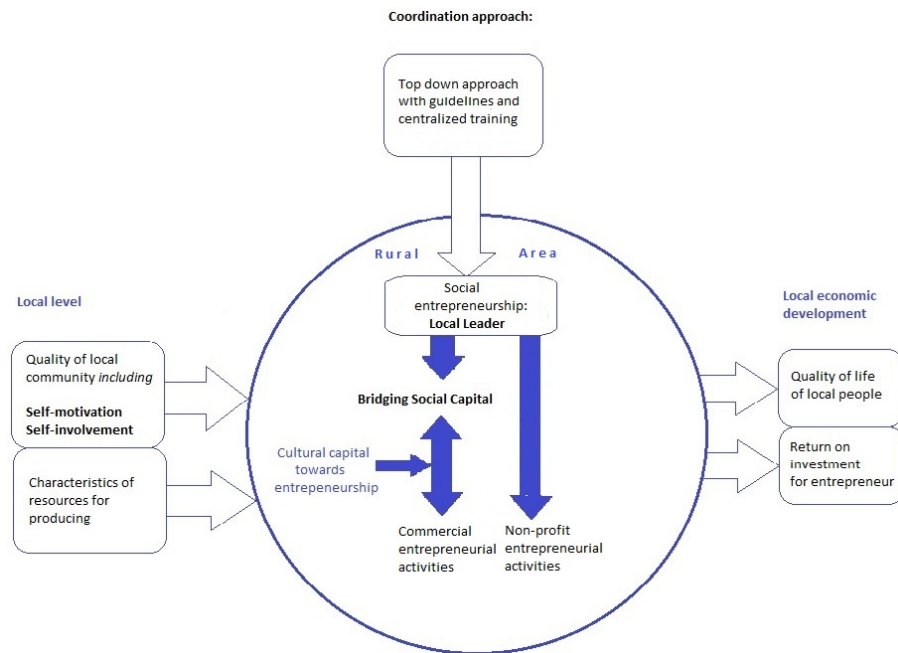 Coordination approach:
Top down approach
with guidelines and
centralized training
Rural Area
Social
entrepreneurship:
Local Leader
Local level
Quality of local
community including
Self-motivation
Self-involvement
Characteristics of
resources for
producing
Bridging Social Capital
Cultural capital
towards
entrepeneurship
Commercial
entrepreneurial
activities
Non-profit
entrepreneurial
activities
Local economic
development
Quality of life
of local people
Return on
investment
for entrepreneur